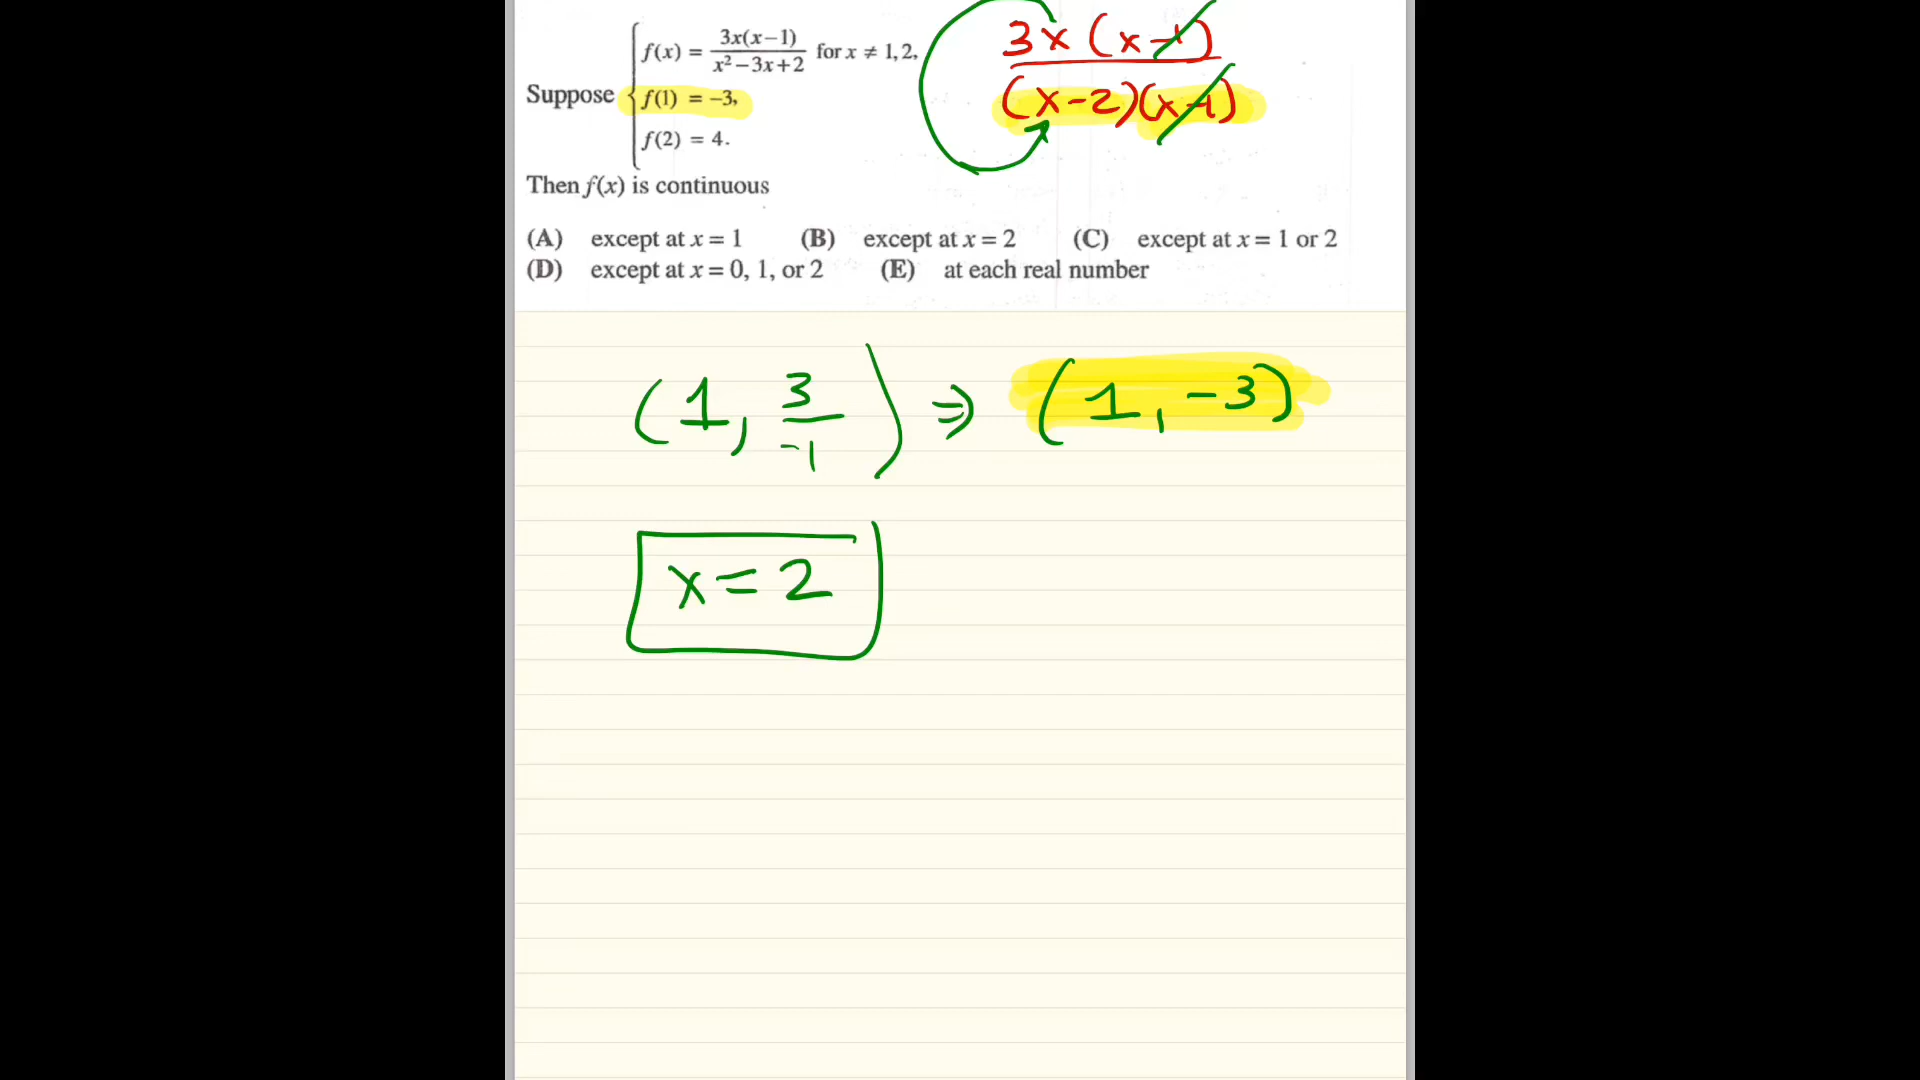 Suppose { f(x) = 3x(x−1)/x²−3x+2 for x ≠ 1, 2,
f(1) = −3,
f(2) = 4.
3x(x-1)
(x-2)(x-1)
Then f(x) is continuous
(A) except at x = 1 (B) except at x = 2 (C) except at x = 1 or 2
(D) except at x = 0, 1, or 2 (E) at each real number
(1, 3/-1) ⇒ (1, -3)
x = 2